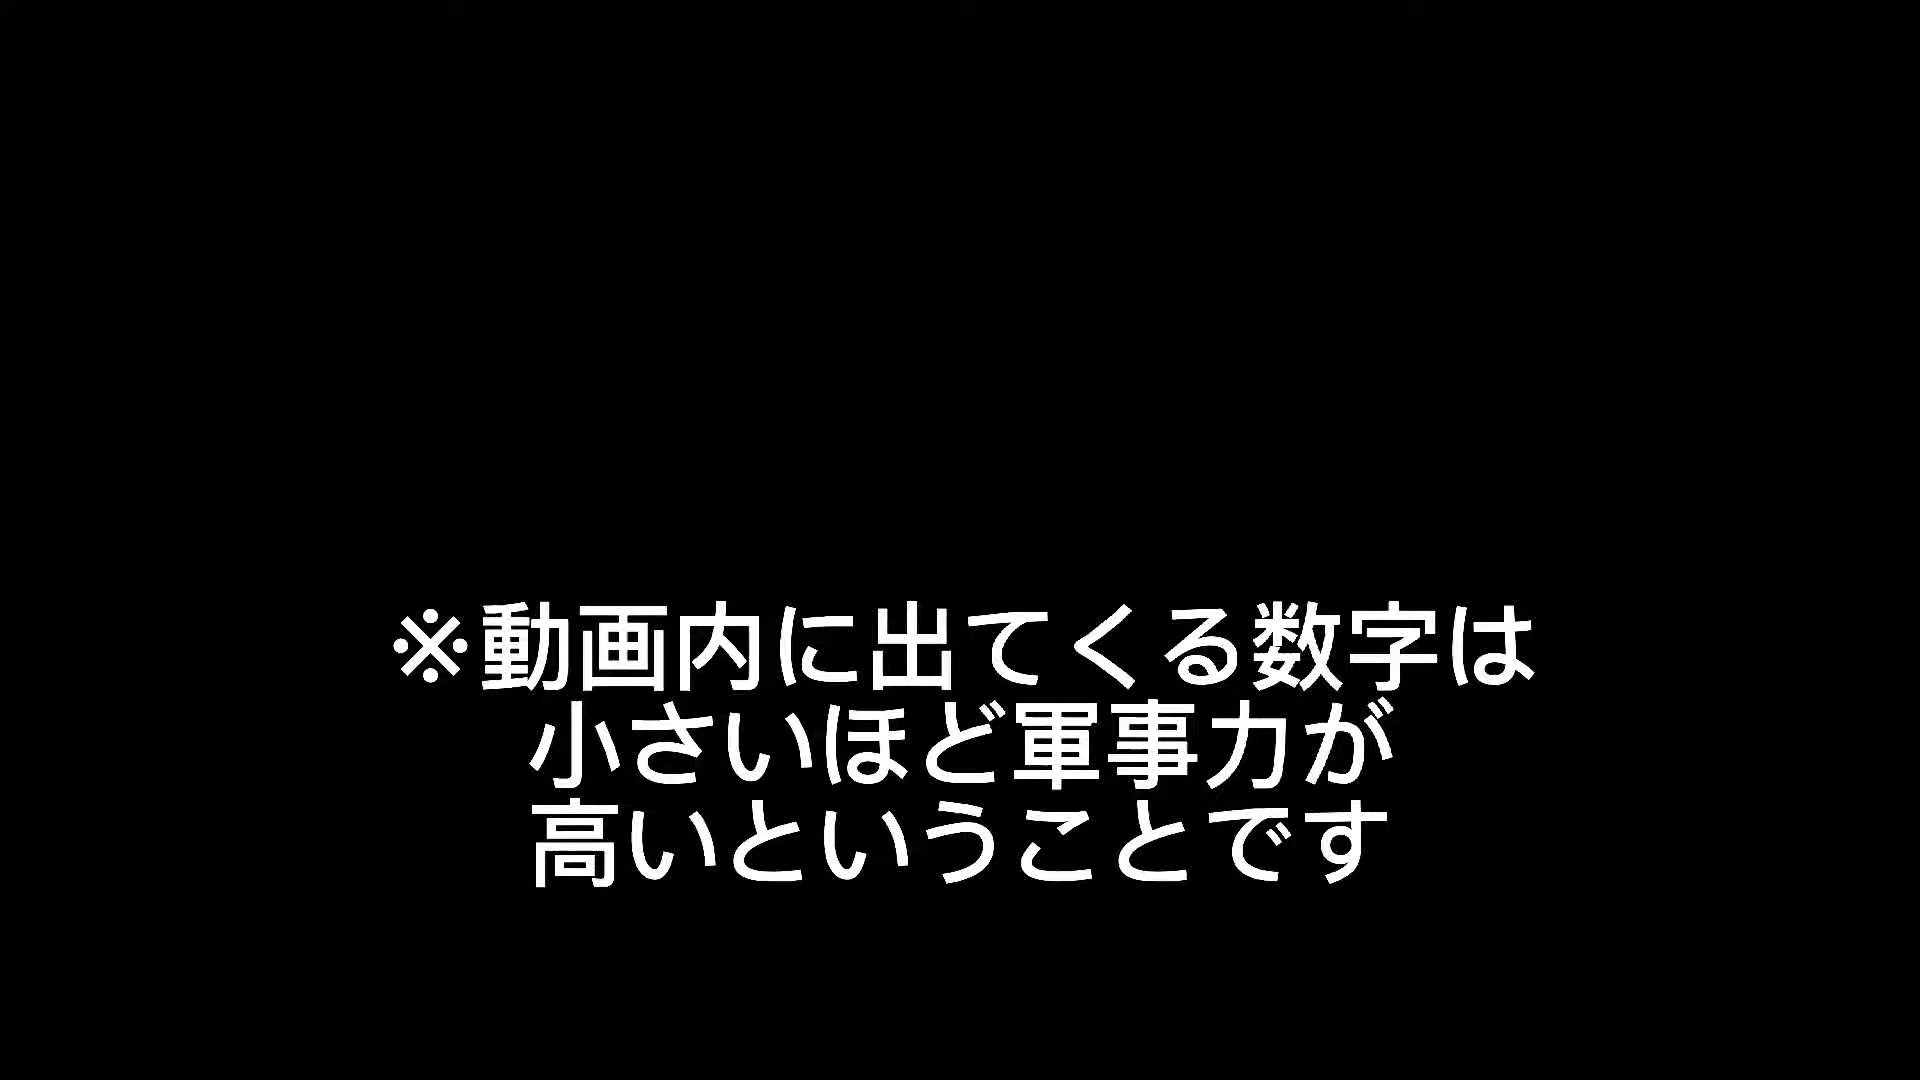 ※動画内に出てくる数字は
小さいほど軍事力が
高いということです